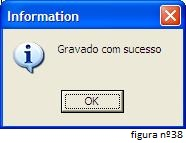 Information
Gravado com sucesso
OK
figura nº38